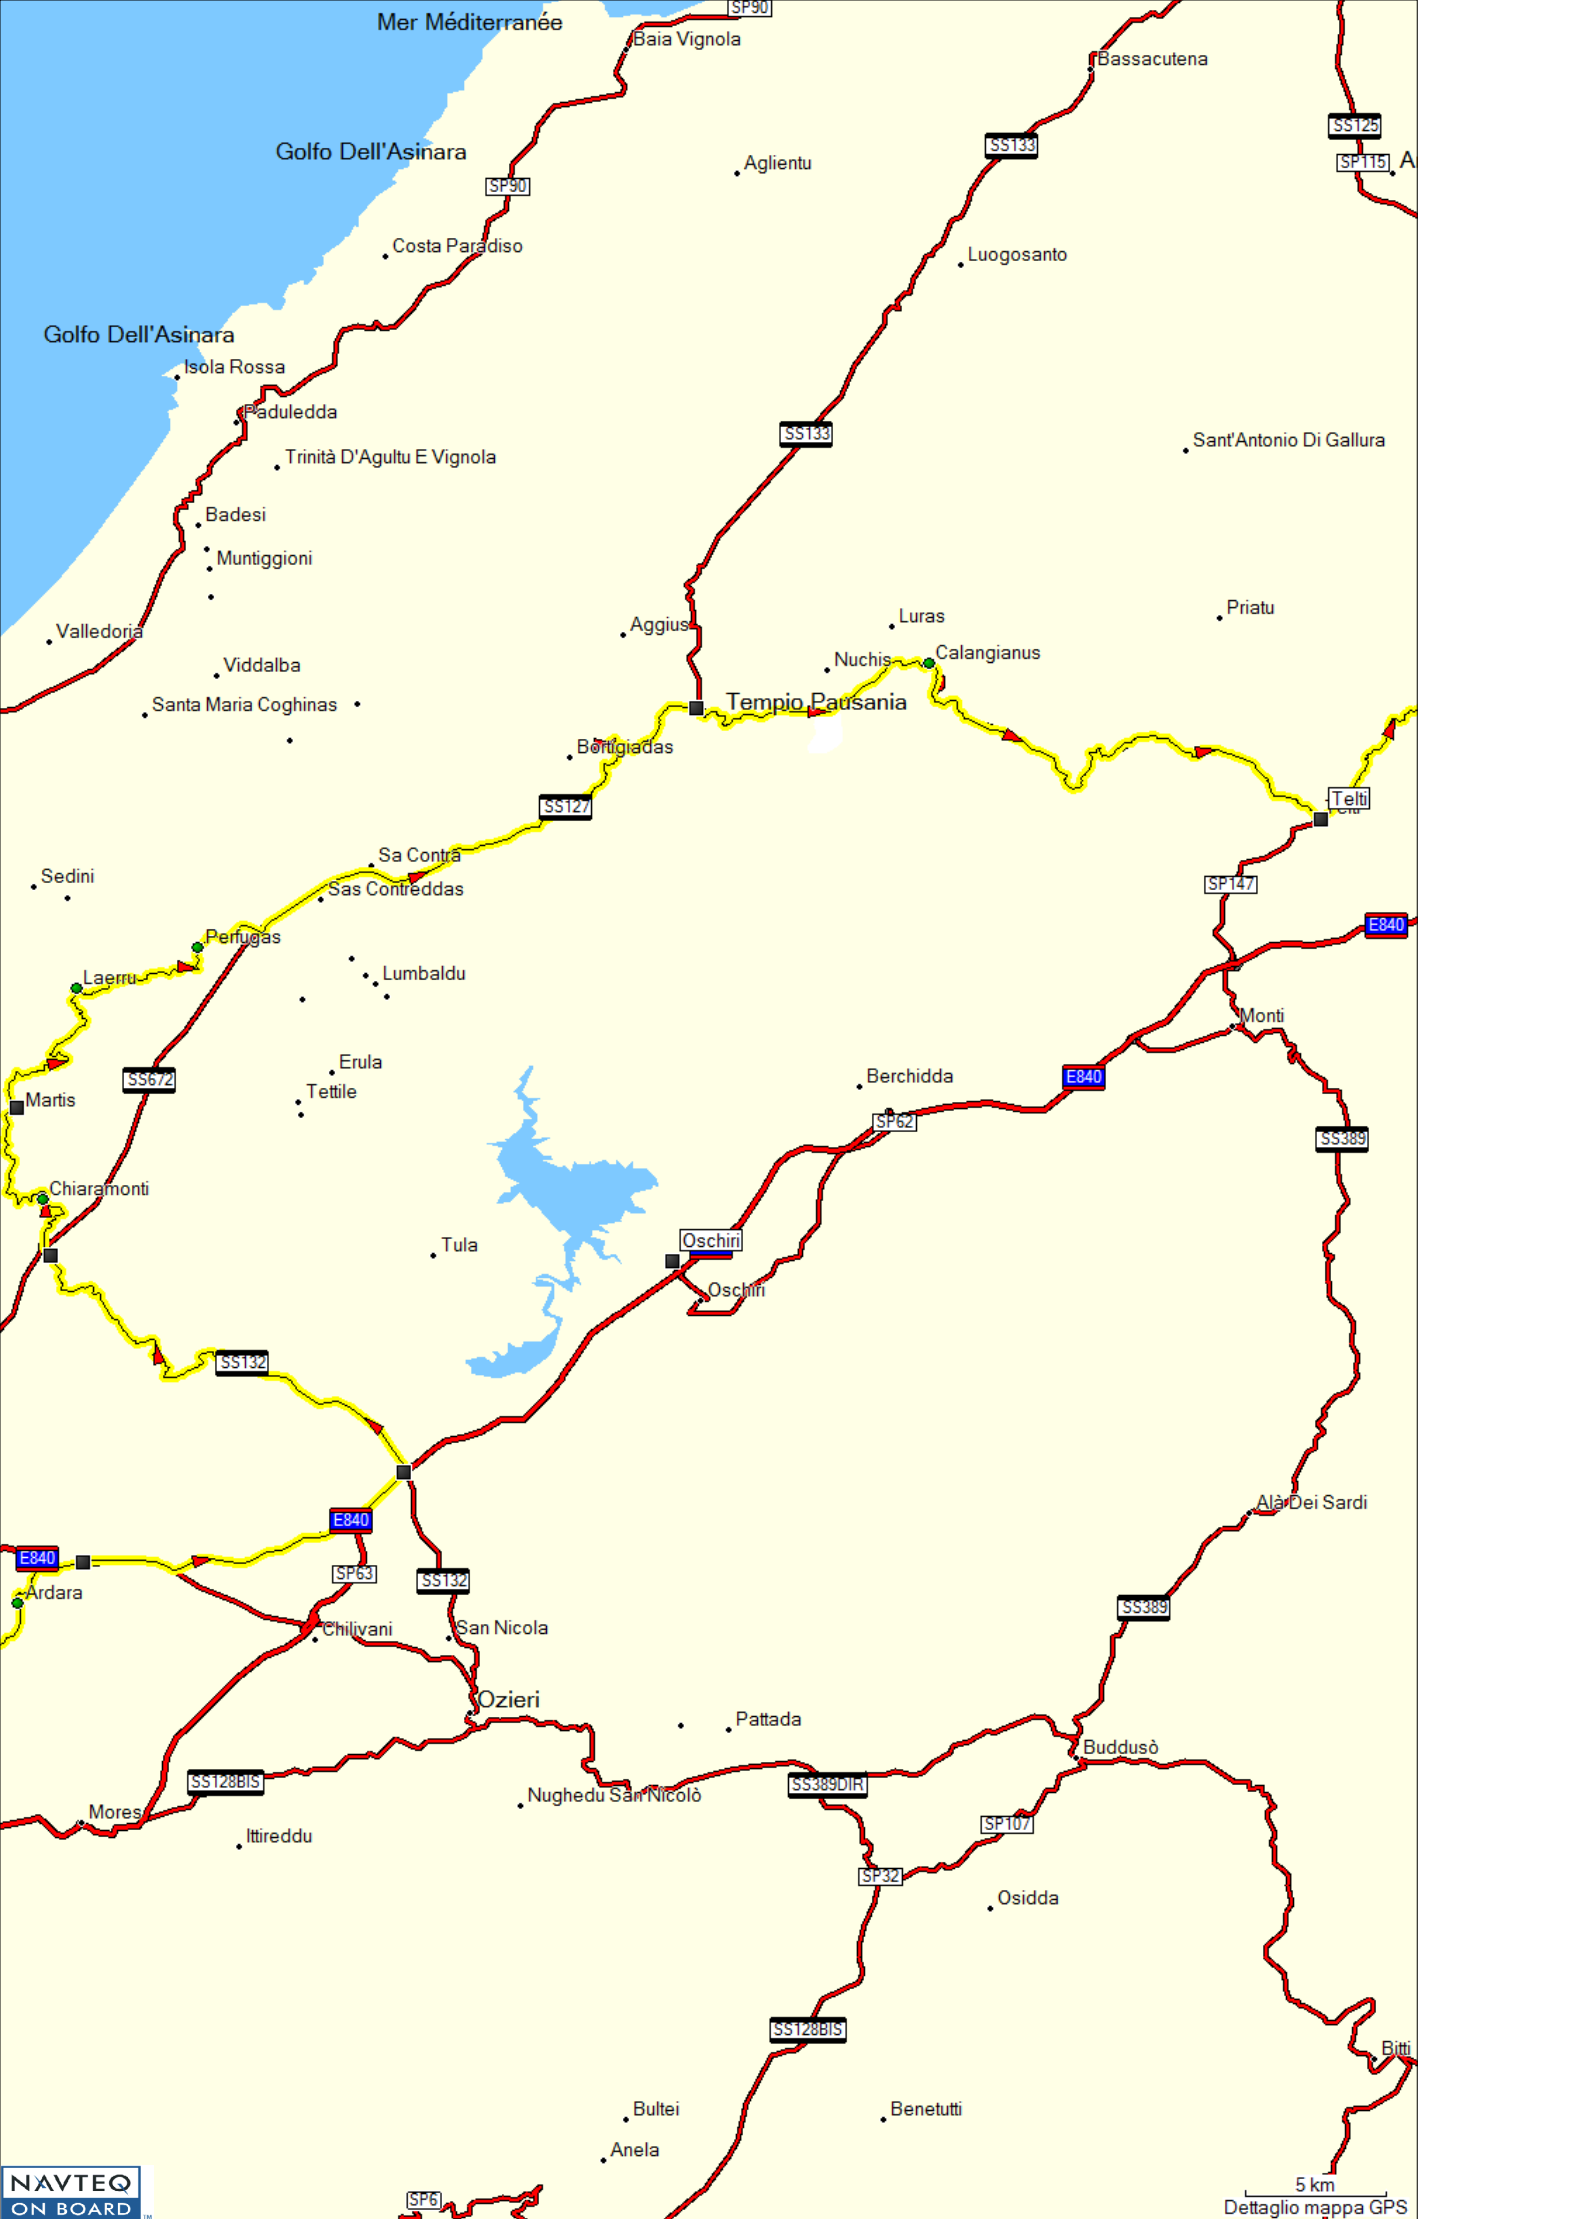 SP90
Mer Méditerranée
Baia Vignola
Bassacutena
SS125
SS133
Golfo Dell'Asinara
Aglientu
SP115
A
SP90
Costa Paradiso
Luogosanto
Golfo Dell'Asinara
Isola Rossa
Paduledda
SS133
Sant'Antonio Di Gallura
Trinità D'Agultu E Vignola
Badesi
Muntiggioni
Priatu
Luras
Aggius
Valledoria
Calangianus
Nuchis
Viddalba
Tempio Pausania
Santa Maria Coghinas
Bortigiadas
Telti
SS127
Sa Contra
Sedini
SP147
Sas Contreddas
E840
Perfugas
Lumbaldu
Laerru
Monti
Erula
Berchidda
E840
SS672
Tettile
Martis
SP62
SS389
Chiaramonti
Oschiri
Tula
Oschiri
SS132
Alà Dei Sardi
E840
E840
SP63
SS132
Ardara
SS389
San Nicola
Chilivani
Ozieri
Pattada
Buddusò
SS128BIS
SS389DIR
Nughedu San Nicolò
Mores
SP107
Ittireddu
SP32
Osidda
SS128BIS
Bitti
Bultei
Benetutti
Anela
NAVTEQ
ON BOARD
TM
SP6
5 km
Dettaglio mappa GPS